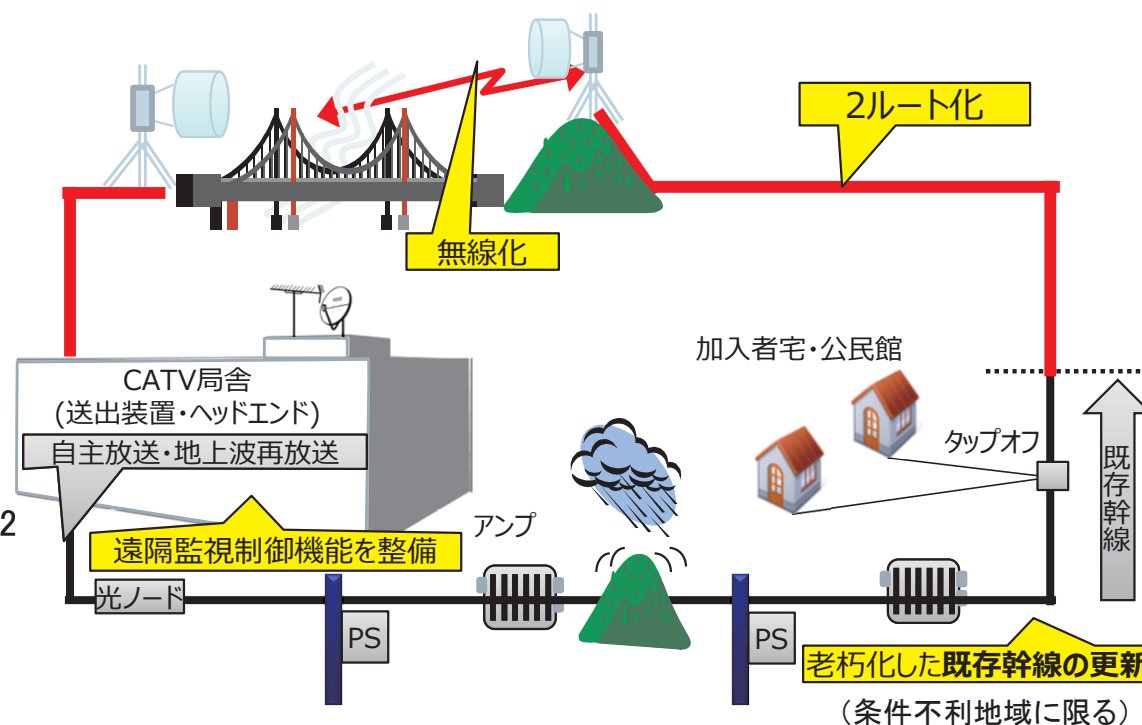 2ルート化
無線化
加入者宅・公民館
CATV局舎
(送出装置・ヘッドエンド)
自主放送・地上波再放送
タップオフ
既存幹線
2
アンプ
遠隔監視制御機能を整備
光ノード
PS
PS
老朽化した既存幹線の更新
（条件不利地域に限る）